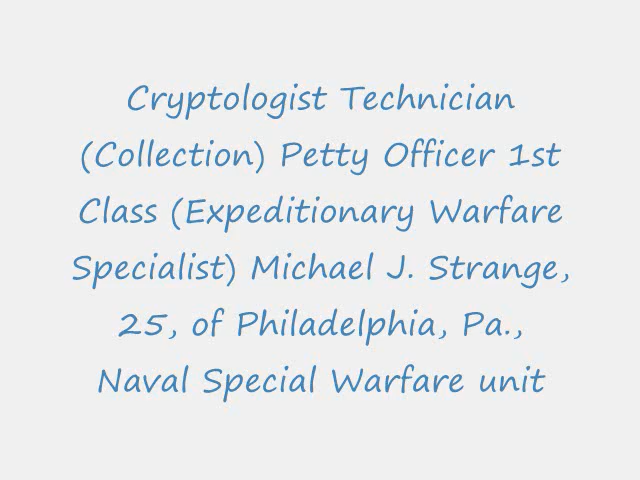 Cryptologist Technician
(Collection) Petty Officer 1st
Class (Expeditionary Warfare
Specialist) Michael J. Strange,
25, of Philadelphia, Pa.,
Naval Special Warfare unit